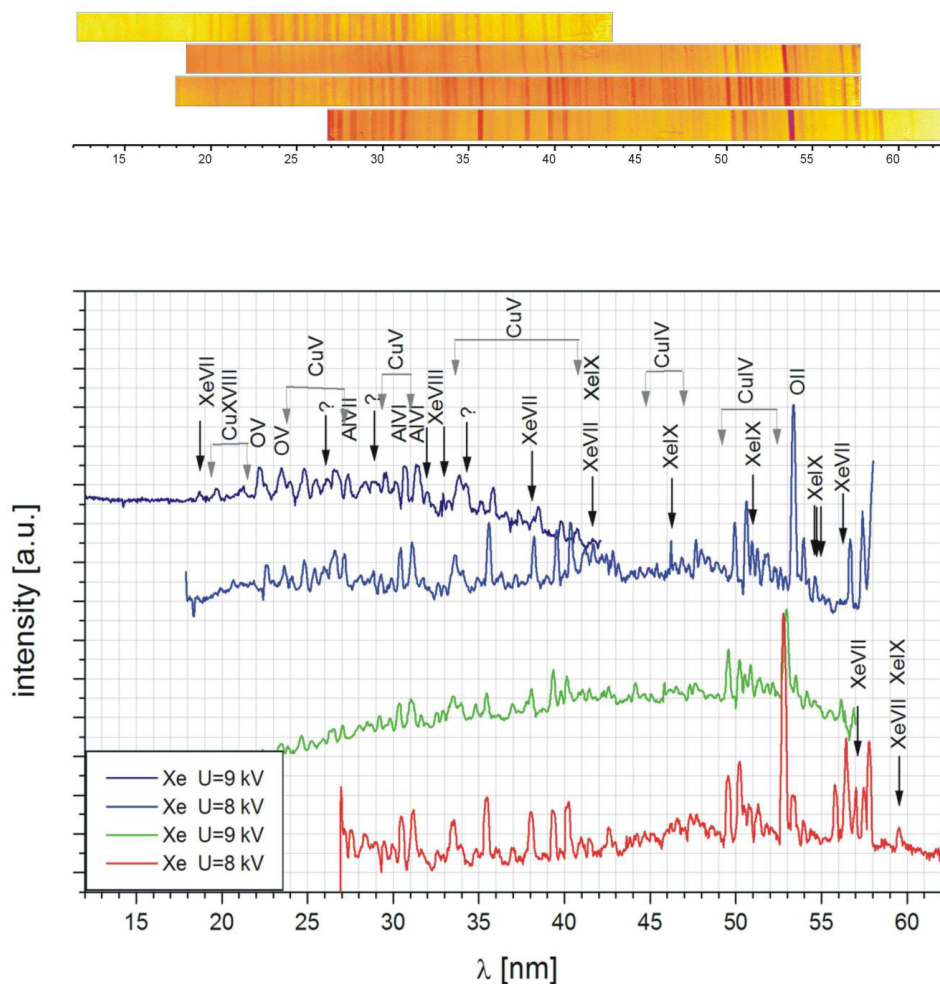 15 20 25 30 35 40 45 50 55 60
XeVII
CuXVIII
OV
OV
CuV
?
AlVII
?
CuV
AlVI
AlVI
XeVIII
?
CuV
XeVII
XeVII XeIX
CuIV
XeIX
CuIV
XeIX
OII
XeIX
XeVII
XeVII
XeVII XeIX
intensity [a.u.]
Xe U=9 kV
Xe U=8 kV
Xe U=9 kV
Xe U=8 kV
15 20 25 30 35 40 45 50 55 60
λ [nm]